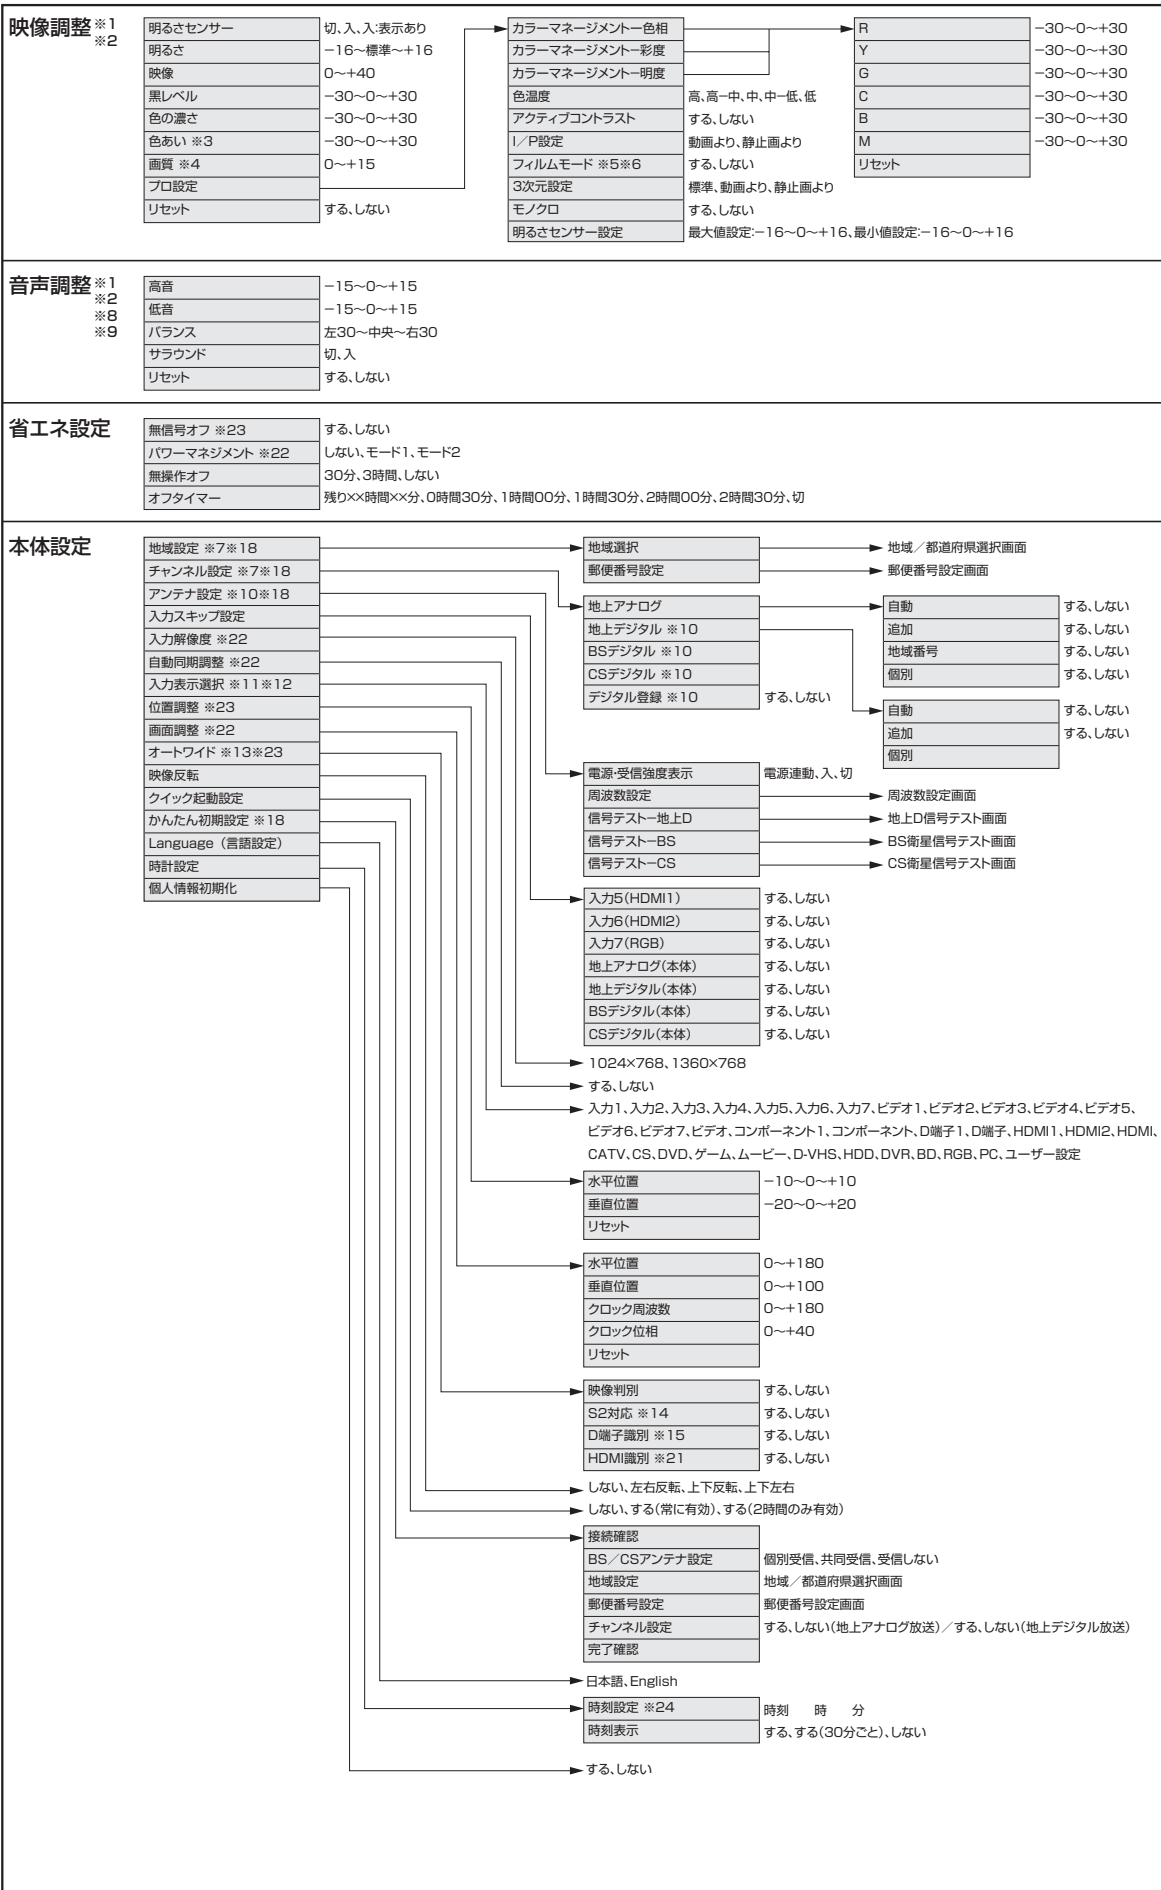 映像調整 ※1
※2
明るさセンサー 切、入、入:表示あり
明るさ −16～標準～+16
映像 0～+40
黒レベル −30～0～+30
色の濃さ −30～0～+30
色あい ※3 −30～0～+30
画質 ※4 0～+15
プロ設定
リセット する、しない
カラーマネージメントー色相
カラーマネージメント−彩度
カラーマネージメント−明度
色温度 高、高−中、中、中−低、低
アクティブコントラスト する、しない
I／P設定 動画より、静止画より
フィルムモード ※5※6 する、しない
3次元設定 標準、動画より、静止画より
モノクロ する、しない
明るさセンサー設定 最大値設定:−16～0～+16、最小値設定:−16～0～+16
R −30～0～+30
Y −30～0～+30
G −30～0～+30
C −30～0～+30
B −30～0～+30
M −30～0～+30
リセット
音声調整 ※1
※2
※8
※9
高音 −15～0～+15
低音 −15～0～+15
バランス 左30～中央～右30
サラウンド 切、入
リセット する、しない
省エネ設定
無信号オフ ※23 する、しない
パワーマネジメント ※22 しない、モード1、モード2
無操作オフ 30分、3時間、しない
オフタイマー 残り××時間××分、0時間30分、1時間00分、1時間30分、2時間00分、2時間30分、切
本体設定
地域設定 ※7※18
チャンネル設定 ※7※18
アンテナ設定 ※10※18
入力スキップ設定
入力解像度 ※22
自動同期調整 ※22
入力表示選択 ※11※12
位置調整 ※23
画面調整 ※22
オートワイド ※13※23
映像反転
クイック起動設定
かんたん初期設定 ※18
Language（言語設定）
時計設定
個人情報初期化
地域選択 地域／都道府県選択画面
郵便番号設定 郵便番号設定画面
地上アナログ
地上デジタル ※10
BSデジタル ※10
CSデジタル ※10
デジタル登録 ※10 する、しない
自動 する、しない
追加 する、しない
地域番号 する、しない
個別 する、しない
自動 する、しない
追加 する、しない
個別
電源・受信強度表示 電源連動、入、切
周波数設定 周波数設定画面
信号テストー地上D 地上D信号テスト画面
信号テストーBS BS衛星信号テスト画面
信号テストーCS CS衛星信号テスト画面
入力5(HDMI1) する、しない
入力6(HDMI2) する、しない
入力7(RGB) する、しない
地上アナログ(本体) する、しない
地上デジタル(本体) する、しない
BSデジタル(本体) する、しない
CSデジタル(本体) する、しない
1024×768、1360×768
する、しない
入力1、入力2、入力3、入力4、入力5、入力6、入力7、ビデオ1、ビデオ2、ビデオ3、ビデオ4、ビデオ5、
ビデオ6、ビデオ7、ビデオ、コンポーネント1、コンポーネント、D端子1、D端子、HDMI1、HDMI2、HDMI、
CATV、CS、DVD、ゲーム、ムービー、D-VHS、HDD、DVR、BD、RGB、PC、ユーザー設定
水平位置 −10～0～+10
垂直位置 −20～0～+20
リセット
水平位置 0～+180
垂直位置 0～+100
クロック周波数 0～+180
クロック位相 0～+40
リセット
映像判別 する、しない
S2対応 ※14 する、しない
D端子識別 ※15 する、しない
HDMI識別 ※21 する、しない
しない、左右反転、上下反転、上下左右
しない、する(常に有効)、する(2時間のみ有効)
接続確認
BS／CSアンテナ設定 個別受信、共同受信、受信しない
地域設定 地域／都道府県選択画面
郵便番号設定 郵便番号設定画面
チャンネル設定 する、しない(地上アナログ放送)／する、しない(地上デジタル放送)
完了確認
日本語、English
時刻設定 ※24 時刻 時 分
時刻表示 する、する(30分ごと)、しない
する、しない